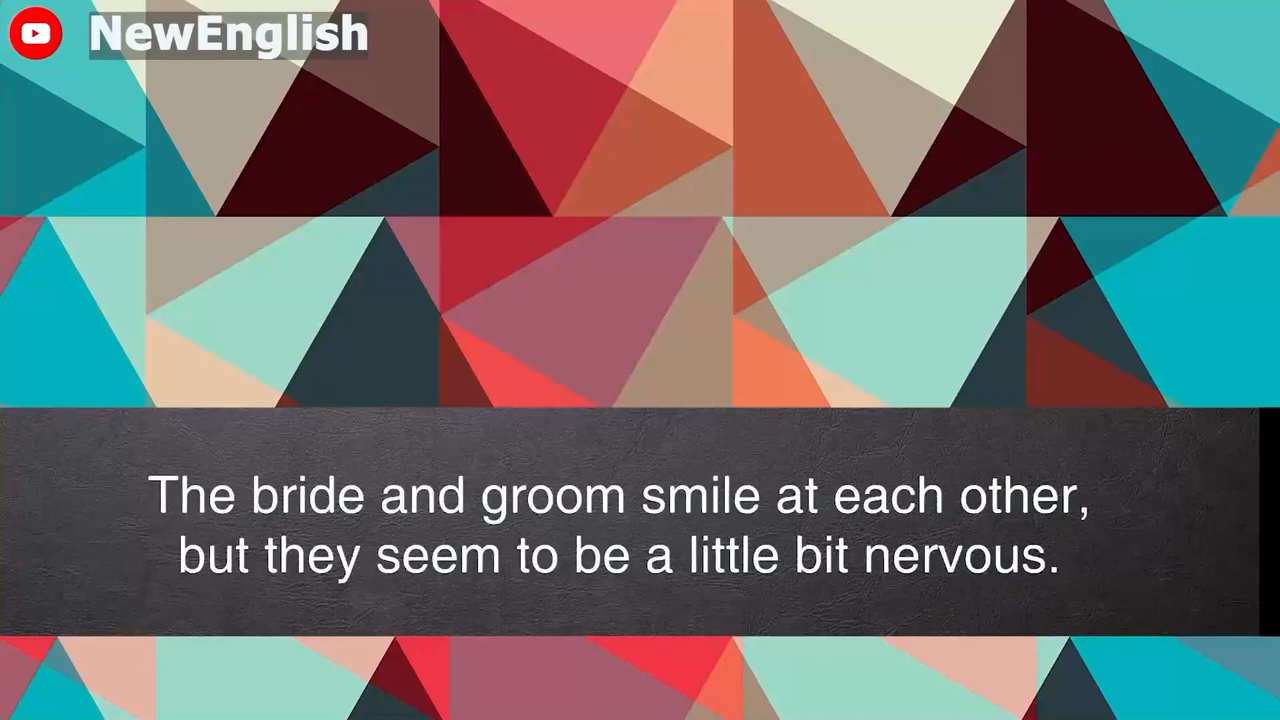 NewEnglish
The bride and groom smile at each other,
but they seem to be a little bit nervous.